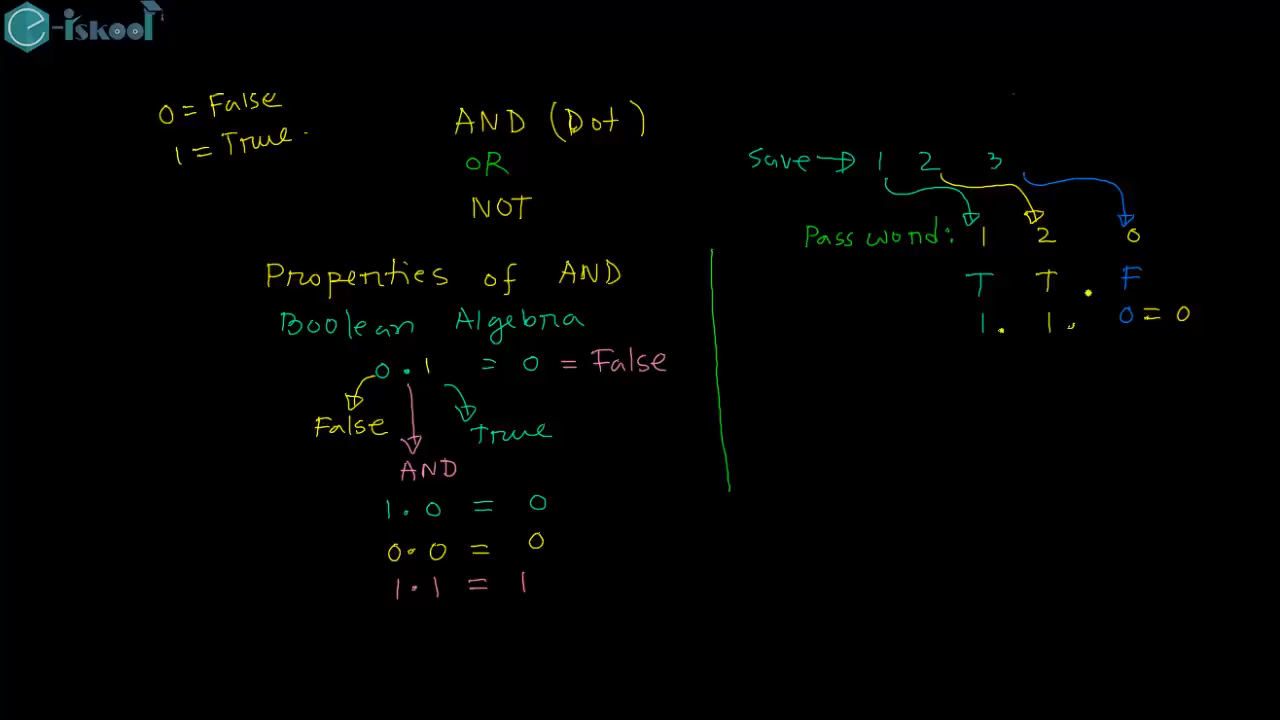 e-iskool
0 = False
1 = True
AND (Dot)
OR
NOT
Properties of AND
Boolean Algebra
0 . 1 = 0 = False
False
True
AND
1 . 0 = 0
0 . 0 = 0
1 . 1 = 1
Save → 1 2 3
Password: 1 2 0
T T . F
1 . 1 . 0 = 0